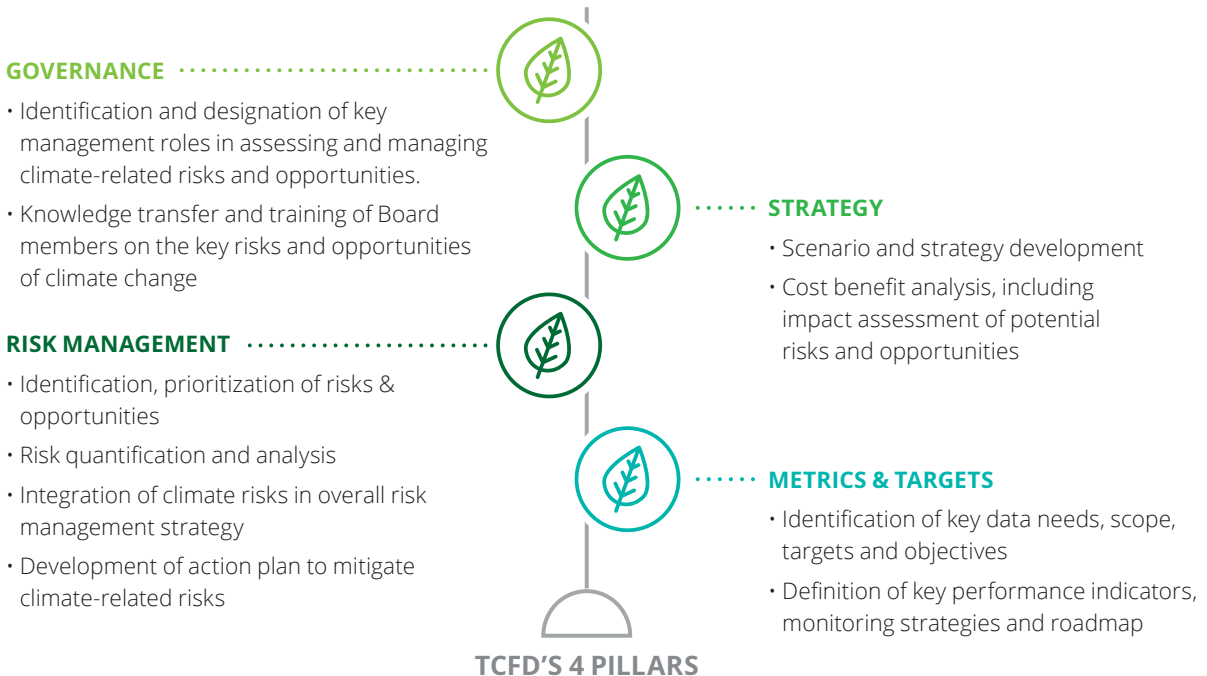 GOVERNANCE
• Identification and designation of key
management roles in assessing and managing
climate-related risks and opportunities.
• Knowledge transfer and training of Board
members on the key risks and opportunities
of climate change
STRATEGY
• Scenario and strategy development
• Cost benefit analysis, including
impact assessment of potential
risks and opportunities
RISK MANAGEMENT
• Identification, prioritization of risks &
opportunities
• Risk quantification and analysis
• Integration of climate risks in overall risk
management strategy
• Development of action plan to mitigate
climate-related risks
METRICS & TARGETS
• Identification of key data needs, scope,
targets and objectives
• Definition of key performance indicators,
monitoring strategies and roadmap
TCFD’S 4 PILLARS